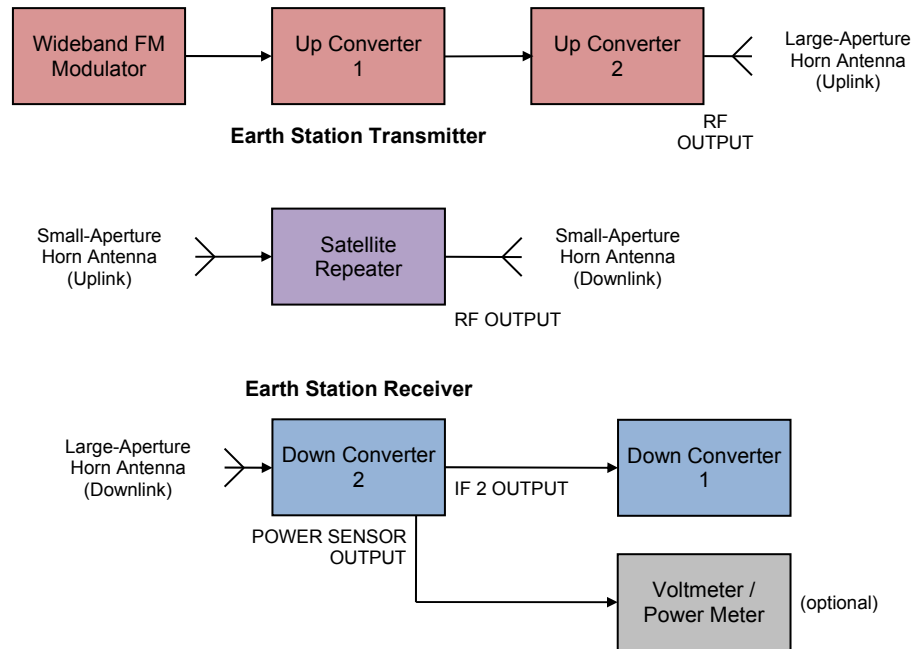 Wideband FM
Modulator
Up Converter
1
Up Converter
2
Large-Aperture
Horn Antenna
(Uplink)
RF
OUTPUT
Earth Station Transmitter
Small-Aperture
Horn Antenna
(Uplink)
Satellite
Repeater
Small-Aperture
Horn Antenna
(Downlink)
RF OUTPUT
Earth Station Receiver
Large-Aperture
Horn Antenna
(Downlink)
Down Converter
2
IF 2 OUTPUT
Down Converter
1
POWER SENSOR
OUTPUT
Voltmeter /
Power Meter
(optional)